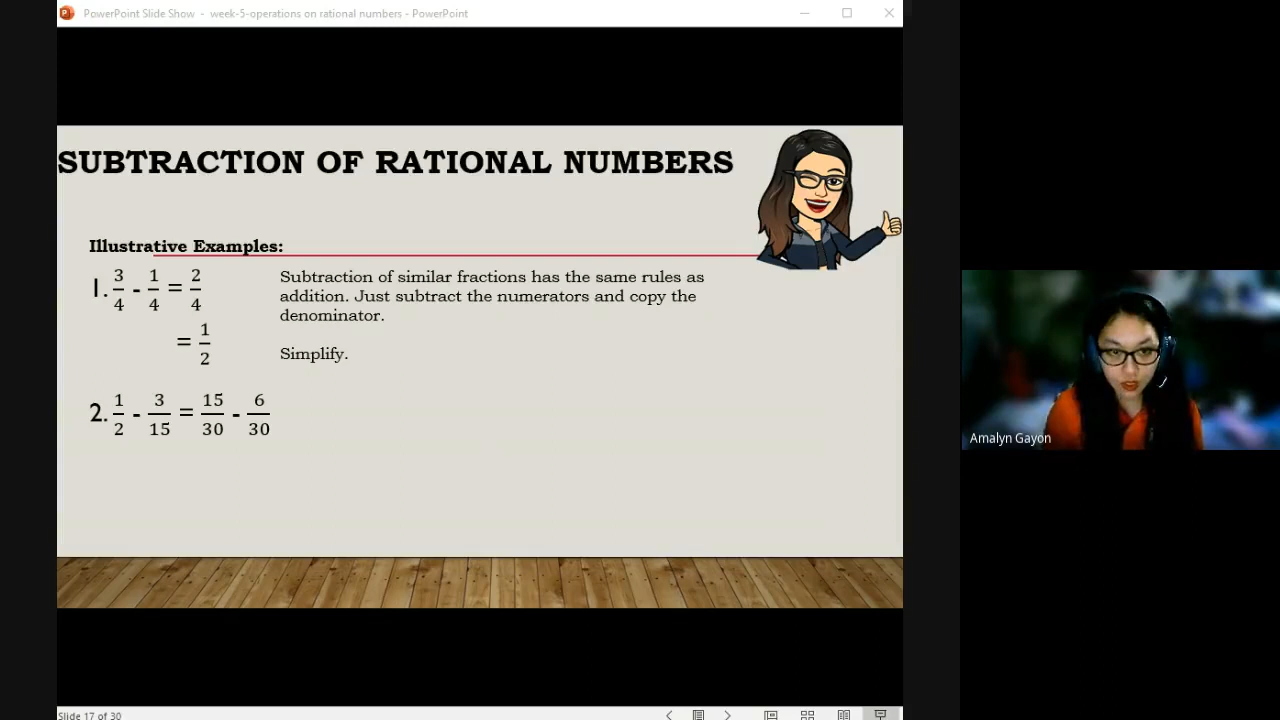 PowerPoint Slide Show - week-5-operations on rational numbers - PowerPoint
SUBTRACTION OF RATIONAL NUMBERS
Illustrative Examples:
1. 3/4 - 1/4 = 2/4
= 1/2
Subtraction of similar fractions has the same rules as
addition. Just subtract the numerators and copy the
denominator.
Simplify.
2. 1/2 - 3/15 = 15/30 - 6/30
Amalyn Gayon
Slide 17 of 30